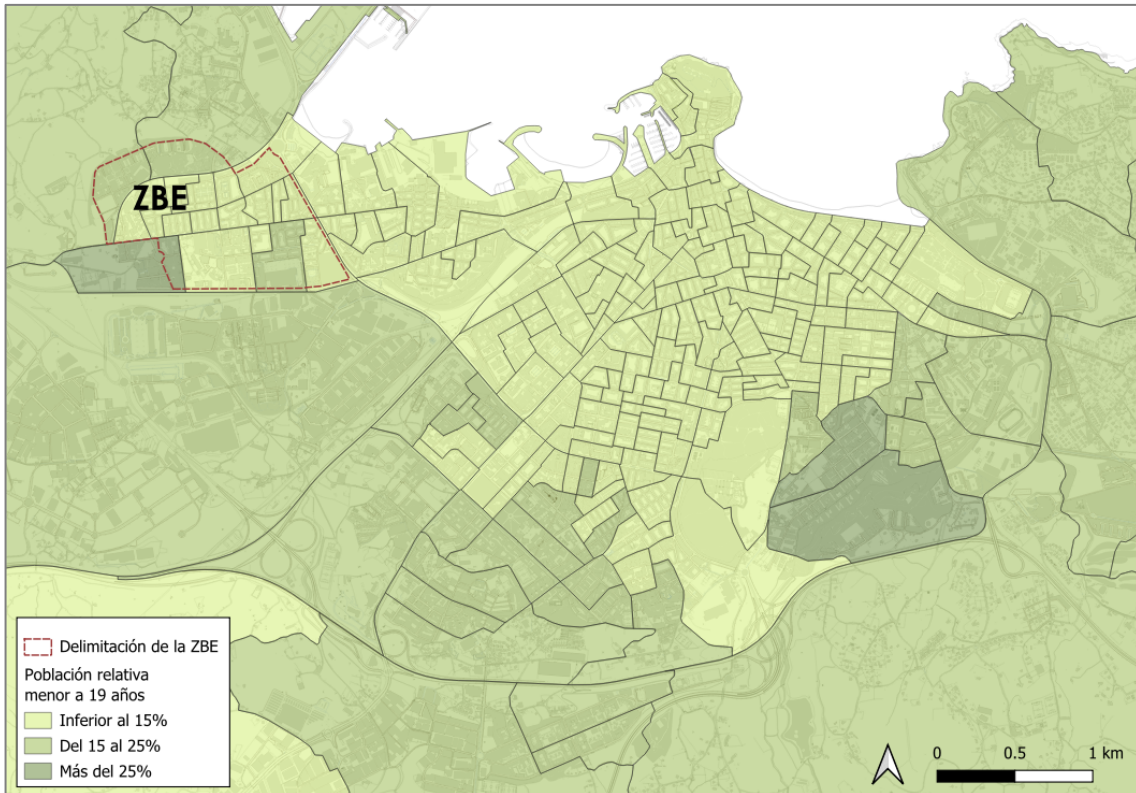 ZBE
Delimitación de la ZBE
Población relativa
menor a 19 años
Inferior al 15%
Del 15 al 25%
Más del 25%
0 0.5 1 km